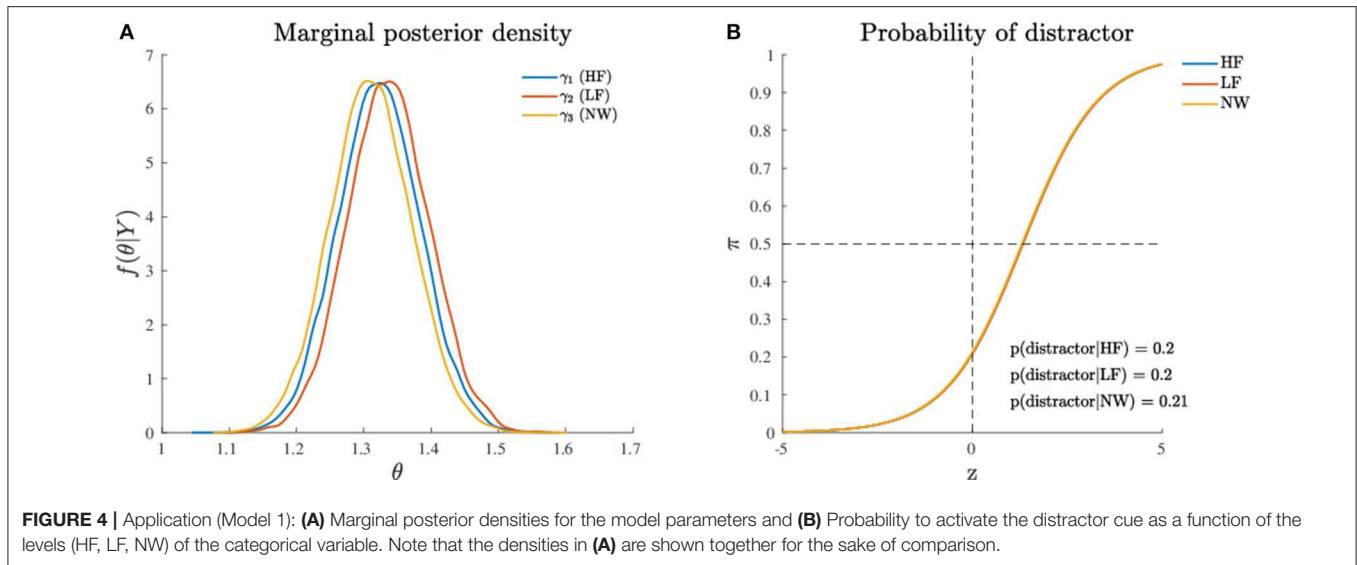 A
Marginal posterior density
7
6
5
4
3
2
1
0
f(θ|Y)
1 1.1 1.2 1.3 1.4 1.5 1.6 1.7
θ
γ₁ (HF)
γ₂ (LF)
γ₃ (NW)
B
Probability of distractor
1
0.9
0.8
0.7
0.6
0.5
0.4
0.3
0.2
0.1
0
π
-5 0 5
z
HF
LF
NW
p(distractor|HF) = 0.2
p(distractor|LF) = 0.2
p(distractor|NW) = 0.21
FIGURE 4 | Application (Model 1): (A) Marginal posterior densities for the model parameters and (B) Probability to activate the distractor cue as a function of the
levels (HF, LF, NW) of the categorical variable. Note that the densities in (A) are shown together for the sake of comparison.